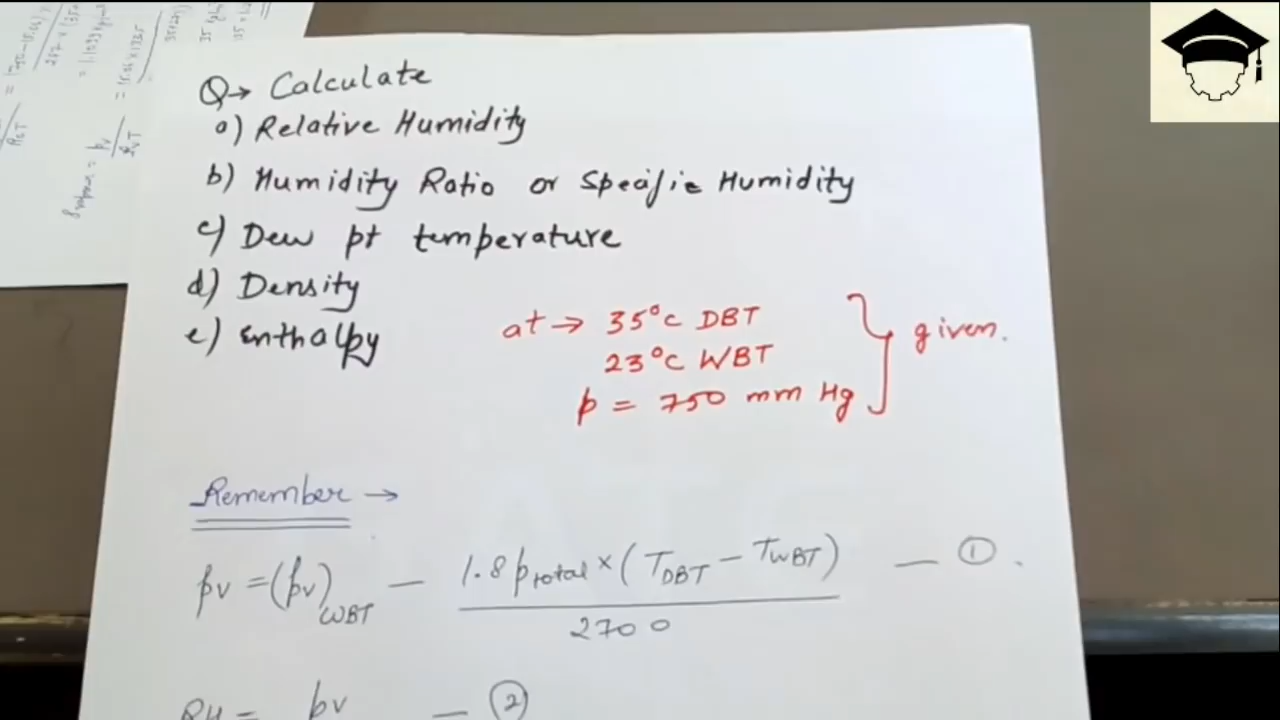 Q→ Calculate
a) Relative Humidity
b) Humidity Ratio or Specific Humidity
c) Dew pt temperature
d) Density
e) Enthalpy
at → 35°C DBT
23°C WBT
p = 750 mm Hg
given.
Remember →
pv = (pv)WBT — 1.8 ptotal × (TDBT — TWBT) — ①.
2700
RH = pv — ②